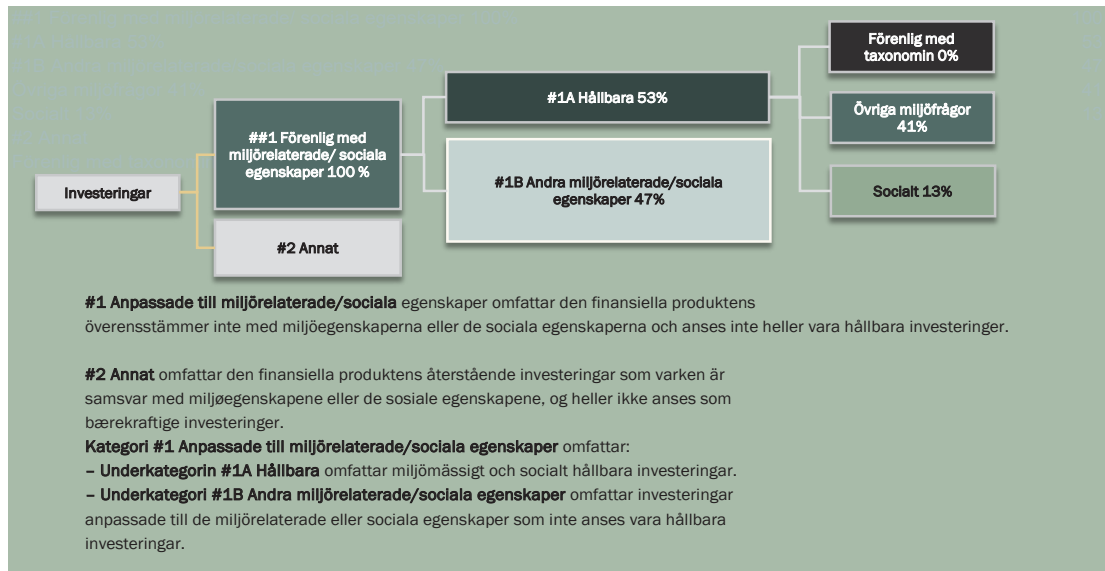 Investeringar
##1 Förenlig med
miljörelaterade/ sociala
egenskaper 100 %
#2 Annat
#1A Hållbara 53%
#1B Andra miljörelaterade/sociala
egenskaper 47%
Förenlig med
taxonomin 0%
Övriga miljöfrågor
41%
Socialt 13%
#1 Anpassade till miljörelaterade/sociala egenskaper omfattar den finansiella produktens
överensstämmer inte med miljöegenskaperna eller de sociala egenskaperna och anses inte heller vara hållbara investeringer.
#2 Annat omfattar den finansiella produktens återstående investeringar som varken är
samsvar med miljøegenskapene eller de sosiale egenskapene, og heller ikke anses som
bærekraftige investeringer.
Kategori #1 Anpassade till miljörelaterade/sociala egenskaper omfattar:
– Underkategorin #1A Hållbara omfattar miljömässigt och socialt hållbara investeringar.
– Underkategori #1B Andra miljörelaterade/sociala egenskaper omfattar investeringar
anpassade till de miljörelaterade eller sociala egenskaper som inte anses vara hållbara
investeringar.